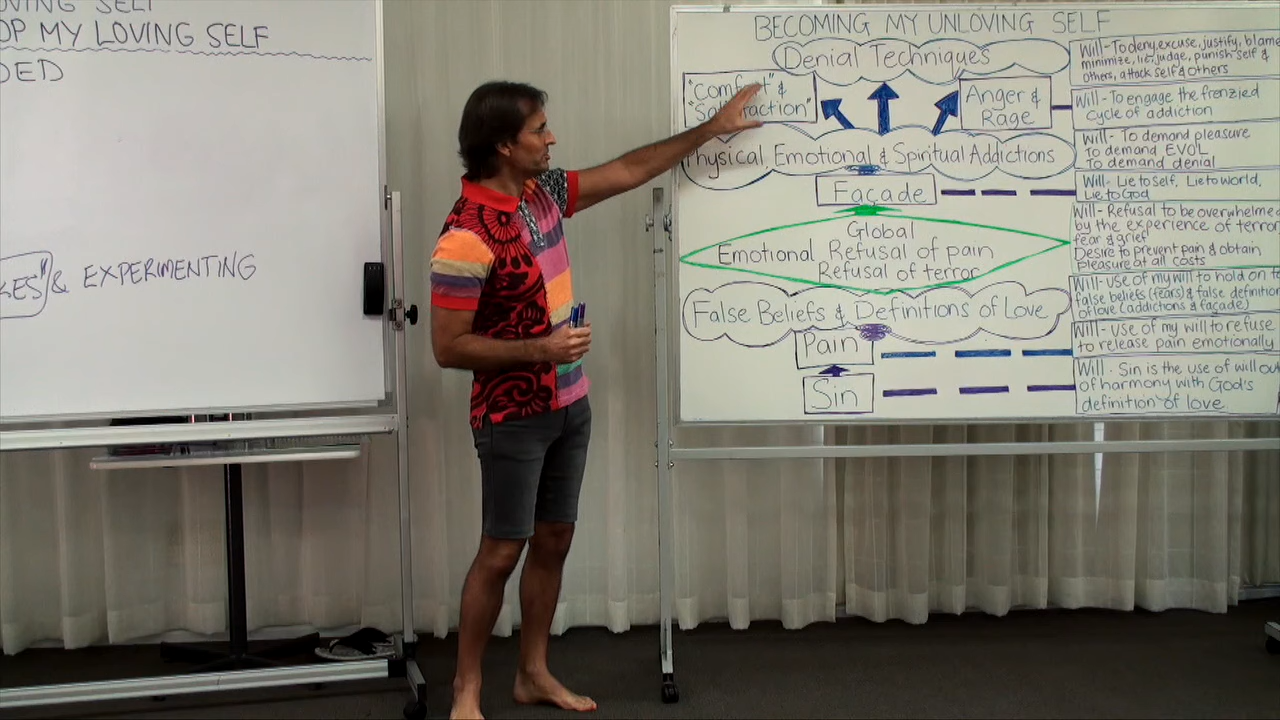 OP MY LOVING SELF
DED
& EXPERIMENTING
BECOMING MY UNLOVING SELF
Denial Techniques
"Comfort" &
"Satisfaction"
Anger &
Rage
Physical, Emotional & Spiritual Addictions
Façade
Global
Emotional Refusal of pain
Refusal of terror
False Beliefs & Definitions of Love
Pain
Sin
Will - To deny, excuse, justify, blame
minimize, lie, judge, punish self &
others, attack self & others
Will - To engage the frenzied
cycle of addiction
Will - To demand pleasure
To demand EVOL
To demand denial
Will - Lie to self, Lie to world,
Lie to God
Will - Refusal to be overwhelmed
by the experience of terror
fear & grief
Desire to prevent pain & obtain
pleasure at all costs
Will - Use of my will to hold on t
false beliefs (fears) & false definition
of love (addictions & façade)
Will - Use of my will to refuse
to release pain emotionally
Will - Sin is the use of will out
of harmony with God's
definition of love